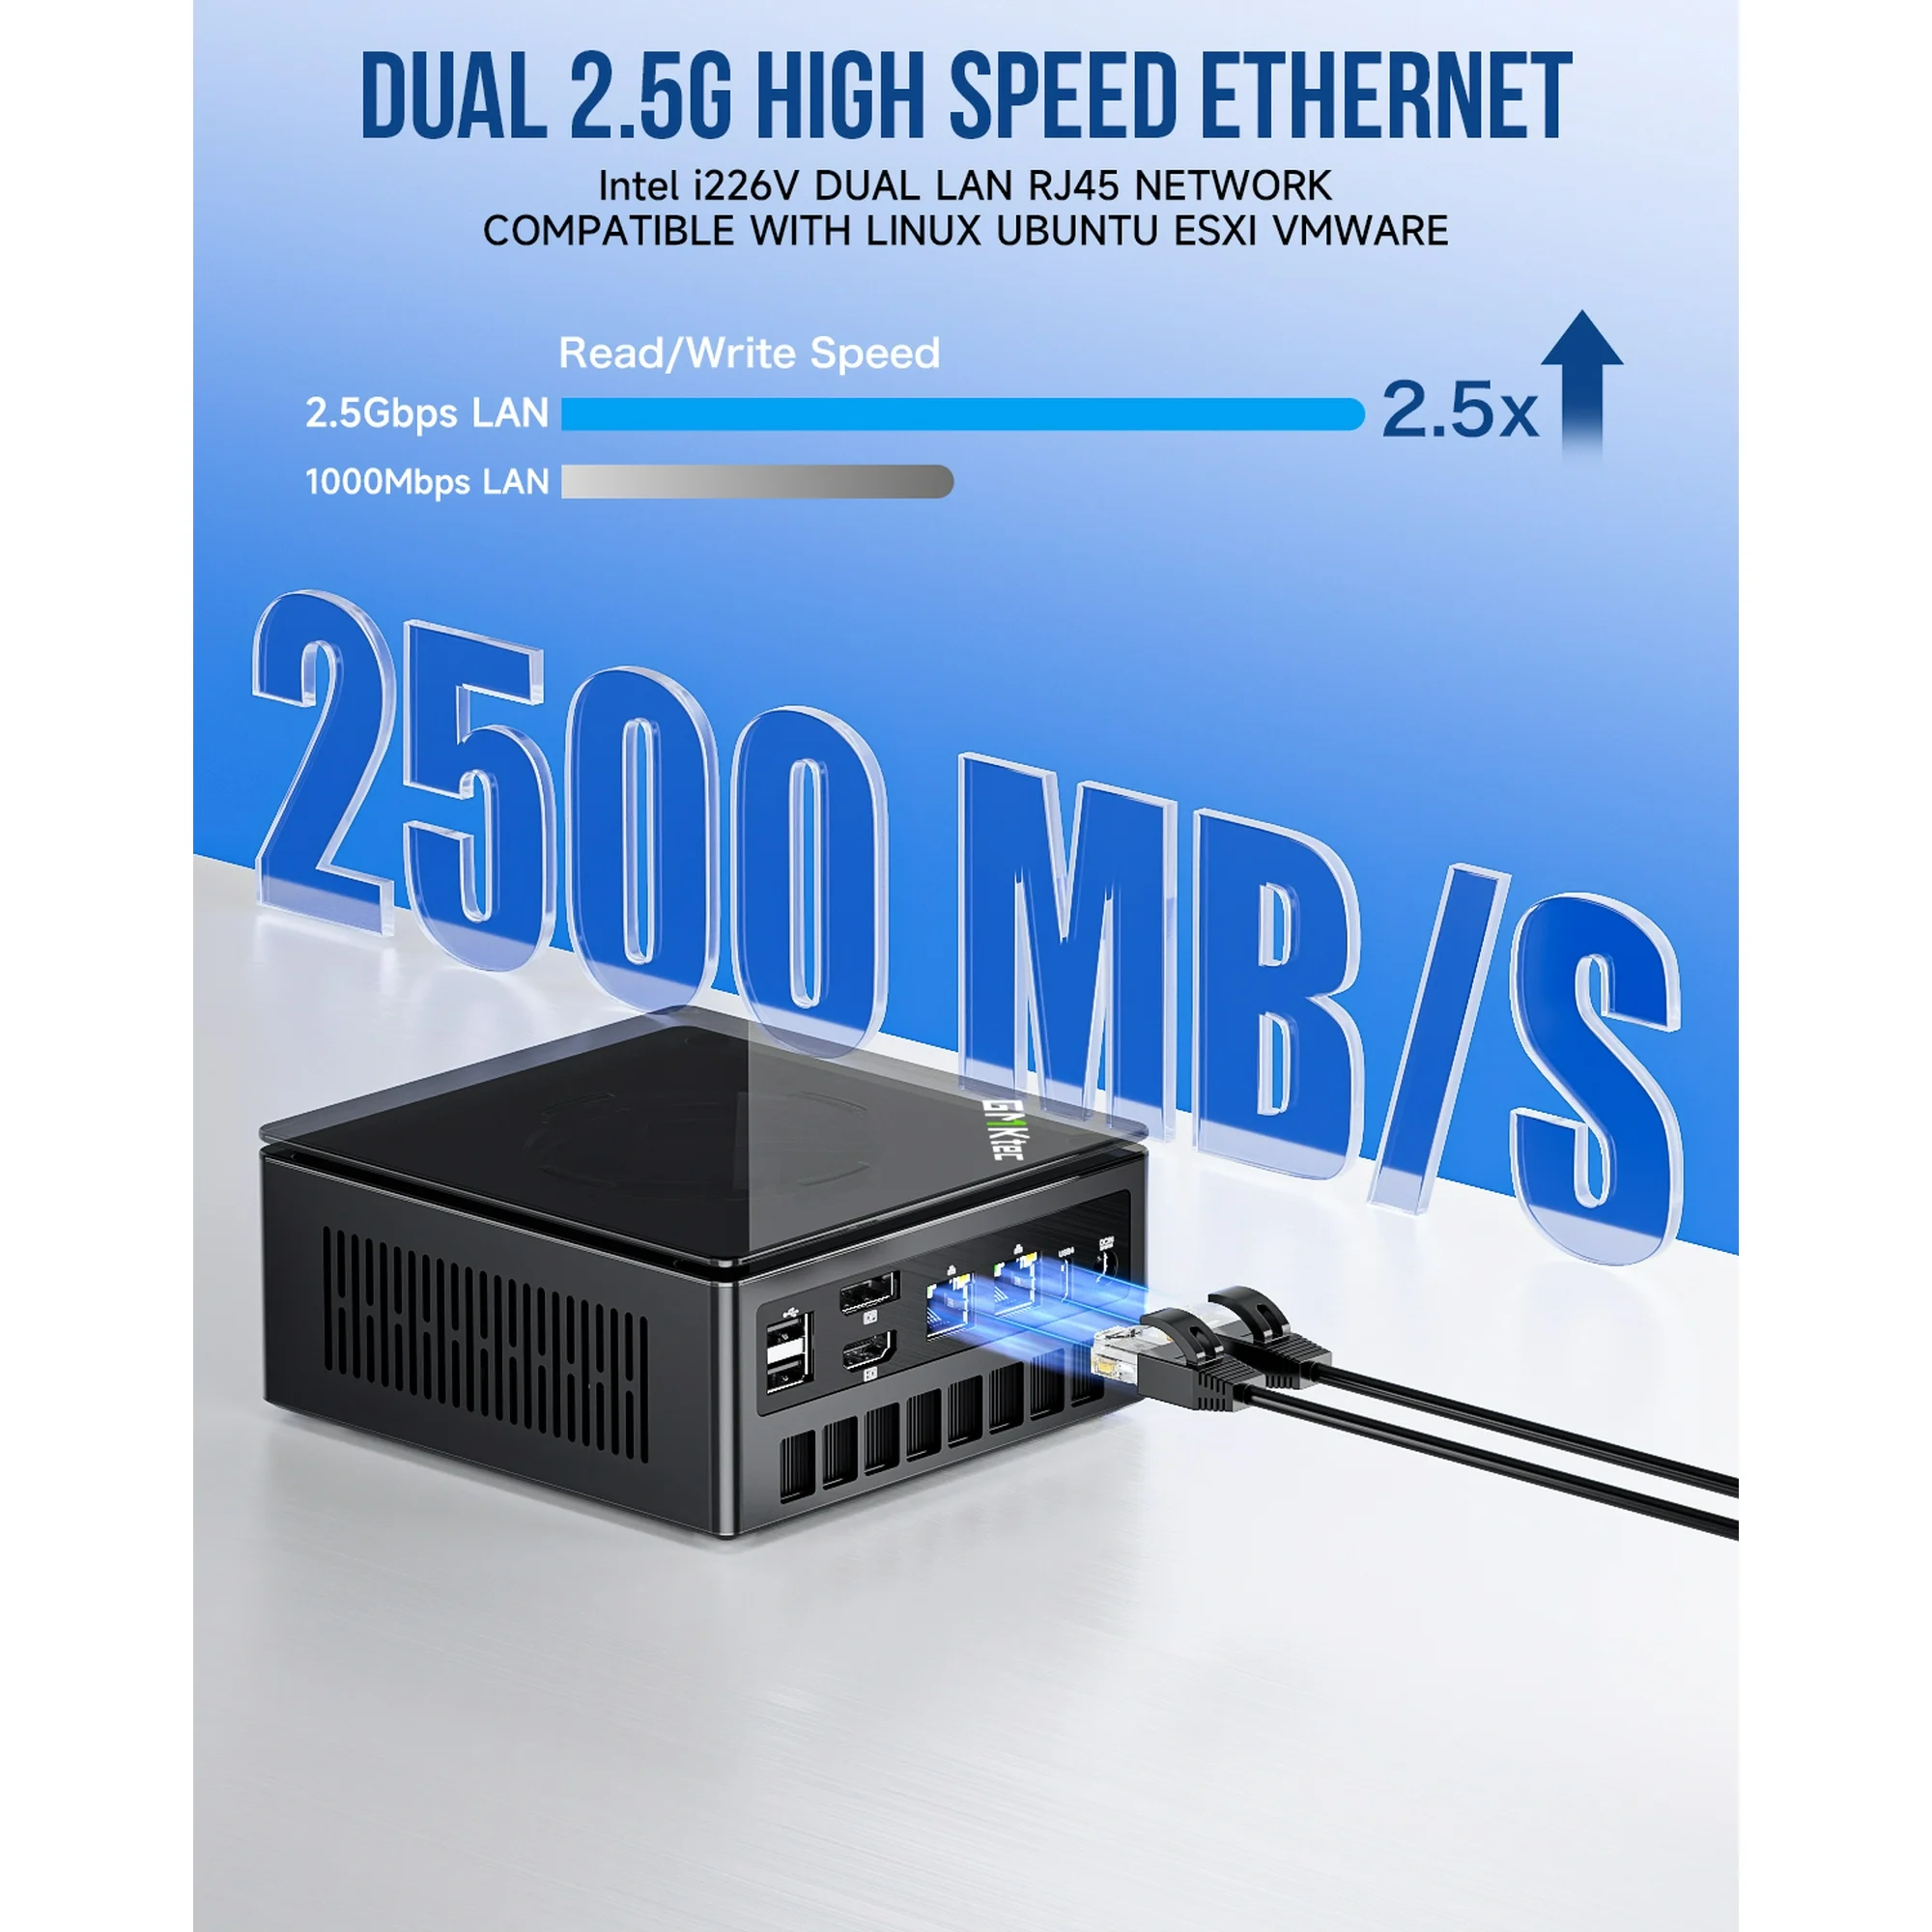 DUAL 2.5G HIGH SPEED ETHERNET
Intel i226V DUAL LAN RJ45 NETWORK
COMPATIBLE WITH LINUX UBUNTU ESXI VMWARE
Read/Write Speed
2.5Gbps LAN
2.5x
1000Mbps LAN
2500 MB/S
GMKtec
USB4